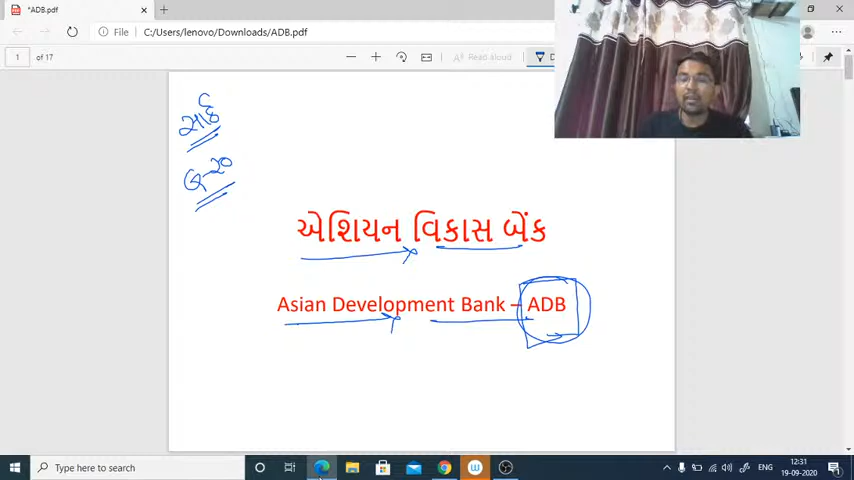 *ADB.pdf
File
C:/Users/lenovo/Downloads/ADB.pdf
1 of 17
Read aloud
એશિયન વિકાસ બેંક
Asian Development Bank – ADB
Type here to search
ENG
12:31
19-09-2020